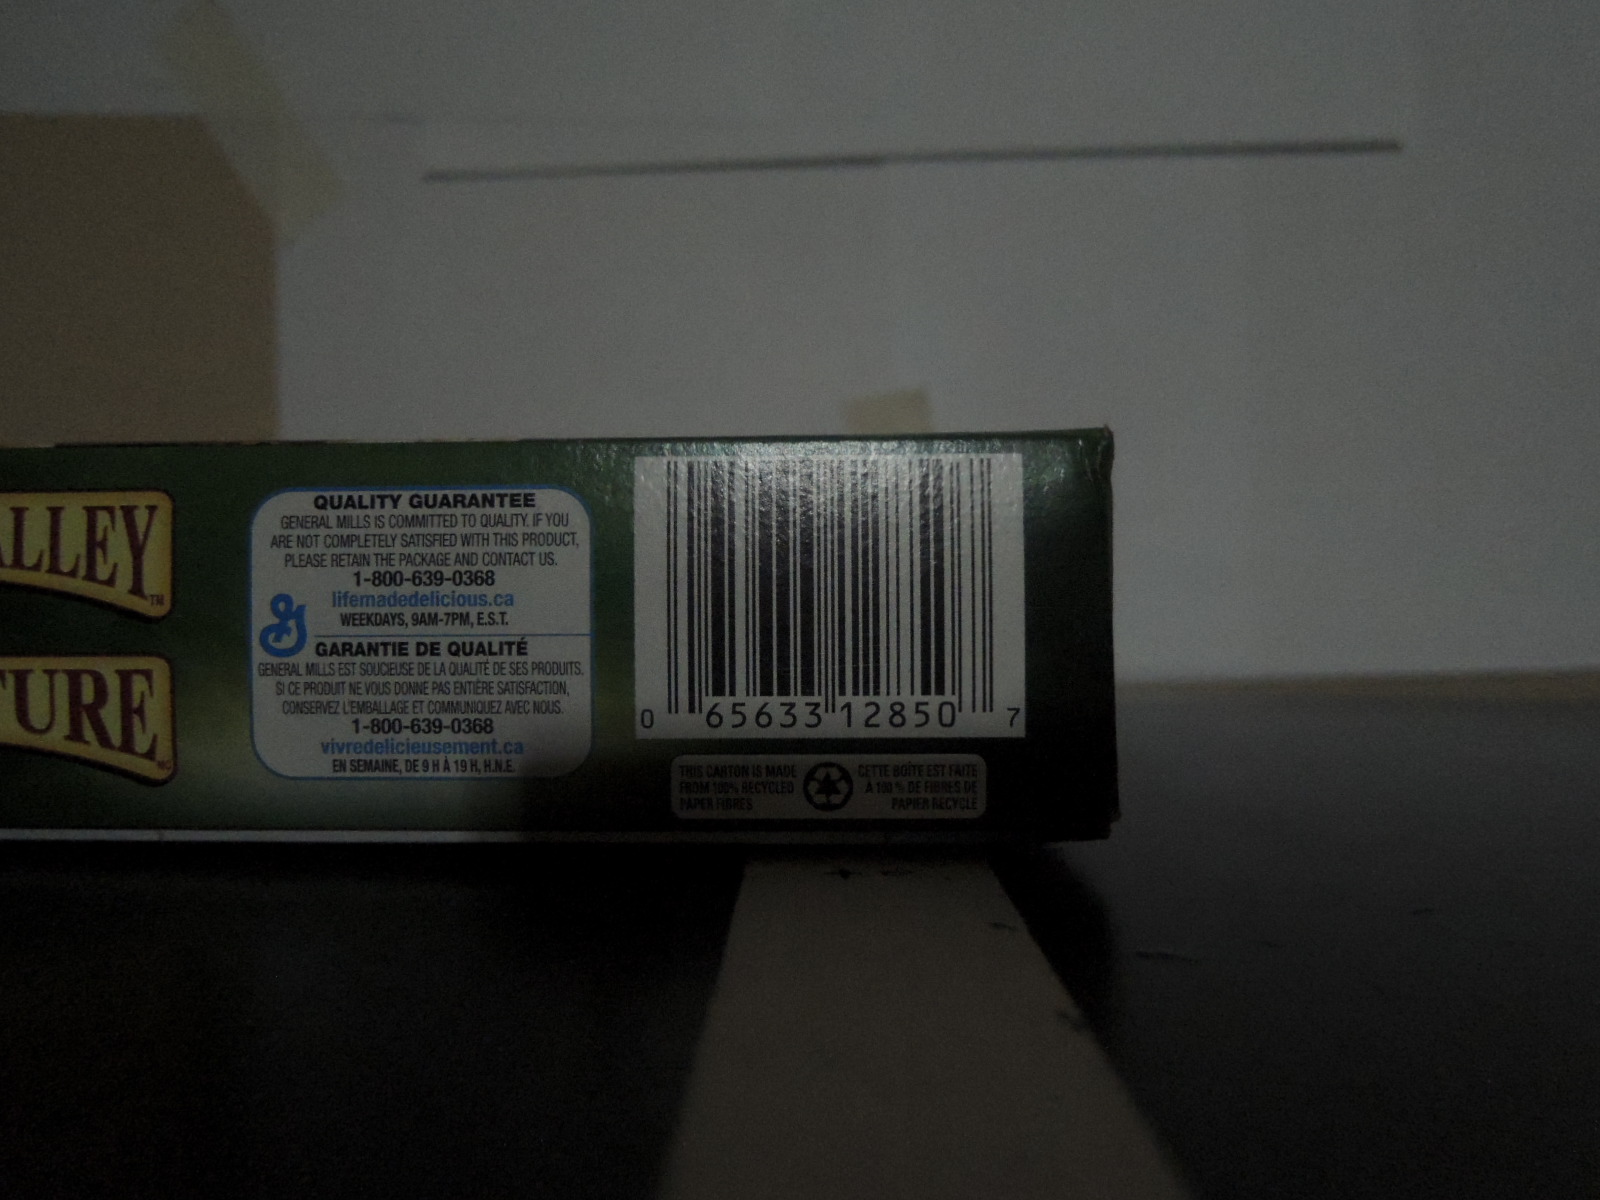 ALLEY
TM
TURE
QUALITY GUARANTEE
GENERAL MILLS IS COMMITTED TO QUALITY. IF YOU
ARE NOT COMPLETELY SATISFIED WITH THIS PRODUCT,
PLEASE RETAIN THE PACKAGE AND CONTACT US.
1-800-639-0368
lifemadedelicious.ca
WEEKDAYS, 9AM-7PM, E.S.T.
G
GARANTIE DE QUALITÉ
GENERAL MILLS EST SOUCIEUSE DE LA QUALITÉ DE SES PRODUITS.
SI CE PRODUIT NE VOUS DONNE PAS ENTIÈRE SATISFACTION,
CONSERVEZ L'EMBALLAGE ET COMMUNIQUEZ AVEC NOUS.
1-800-639-0368
vivredelicieusement.ca
EN SEMAINE, DE 9 H À 19 H, H.N.E.
0 65633 12850 7
THIS CARTON IS MADE
FROM 100% RECYCLED
PAPER FIBRES
CETTE BOÎTE EST FAITE
À 100 % DE FIBRES DE
PAPIER RECYCLÉ